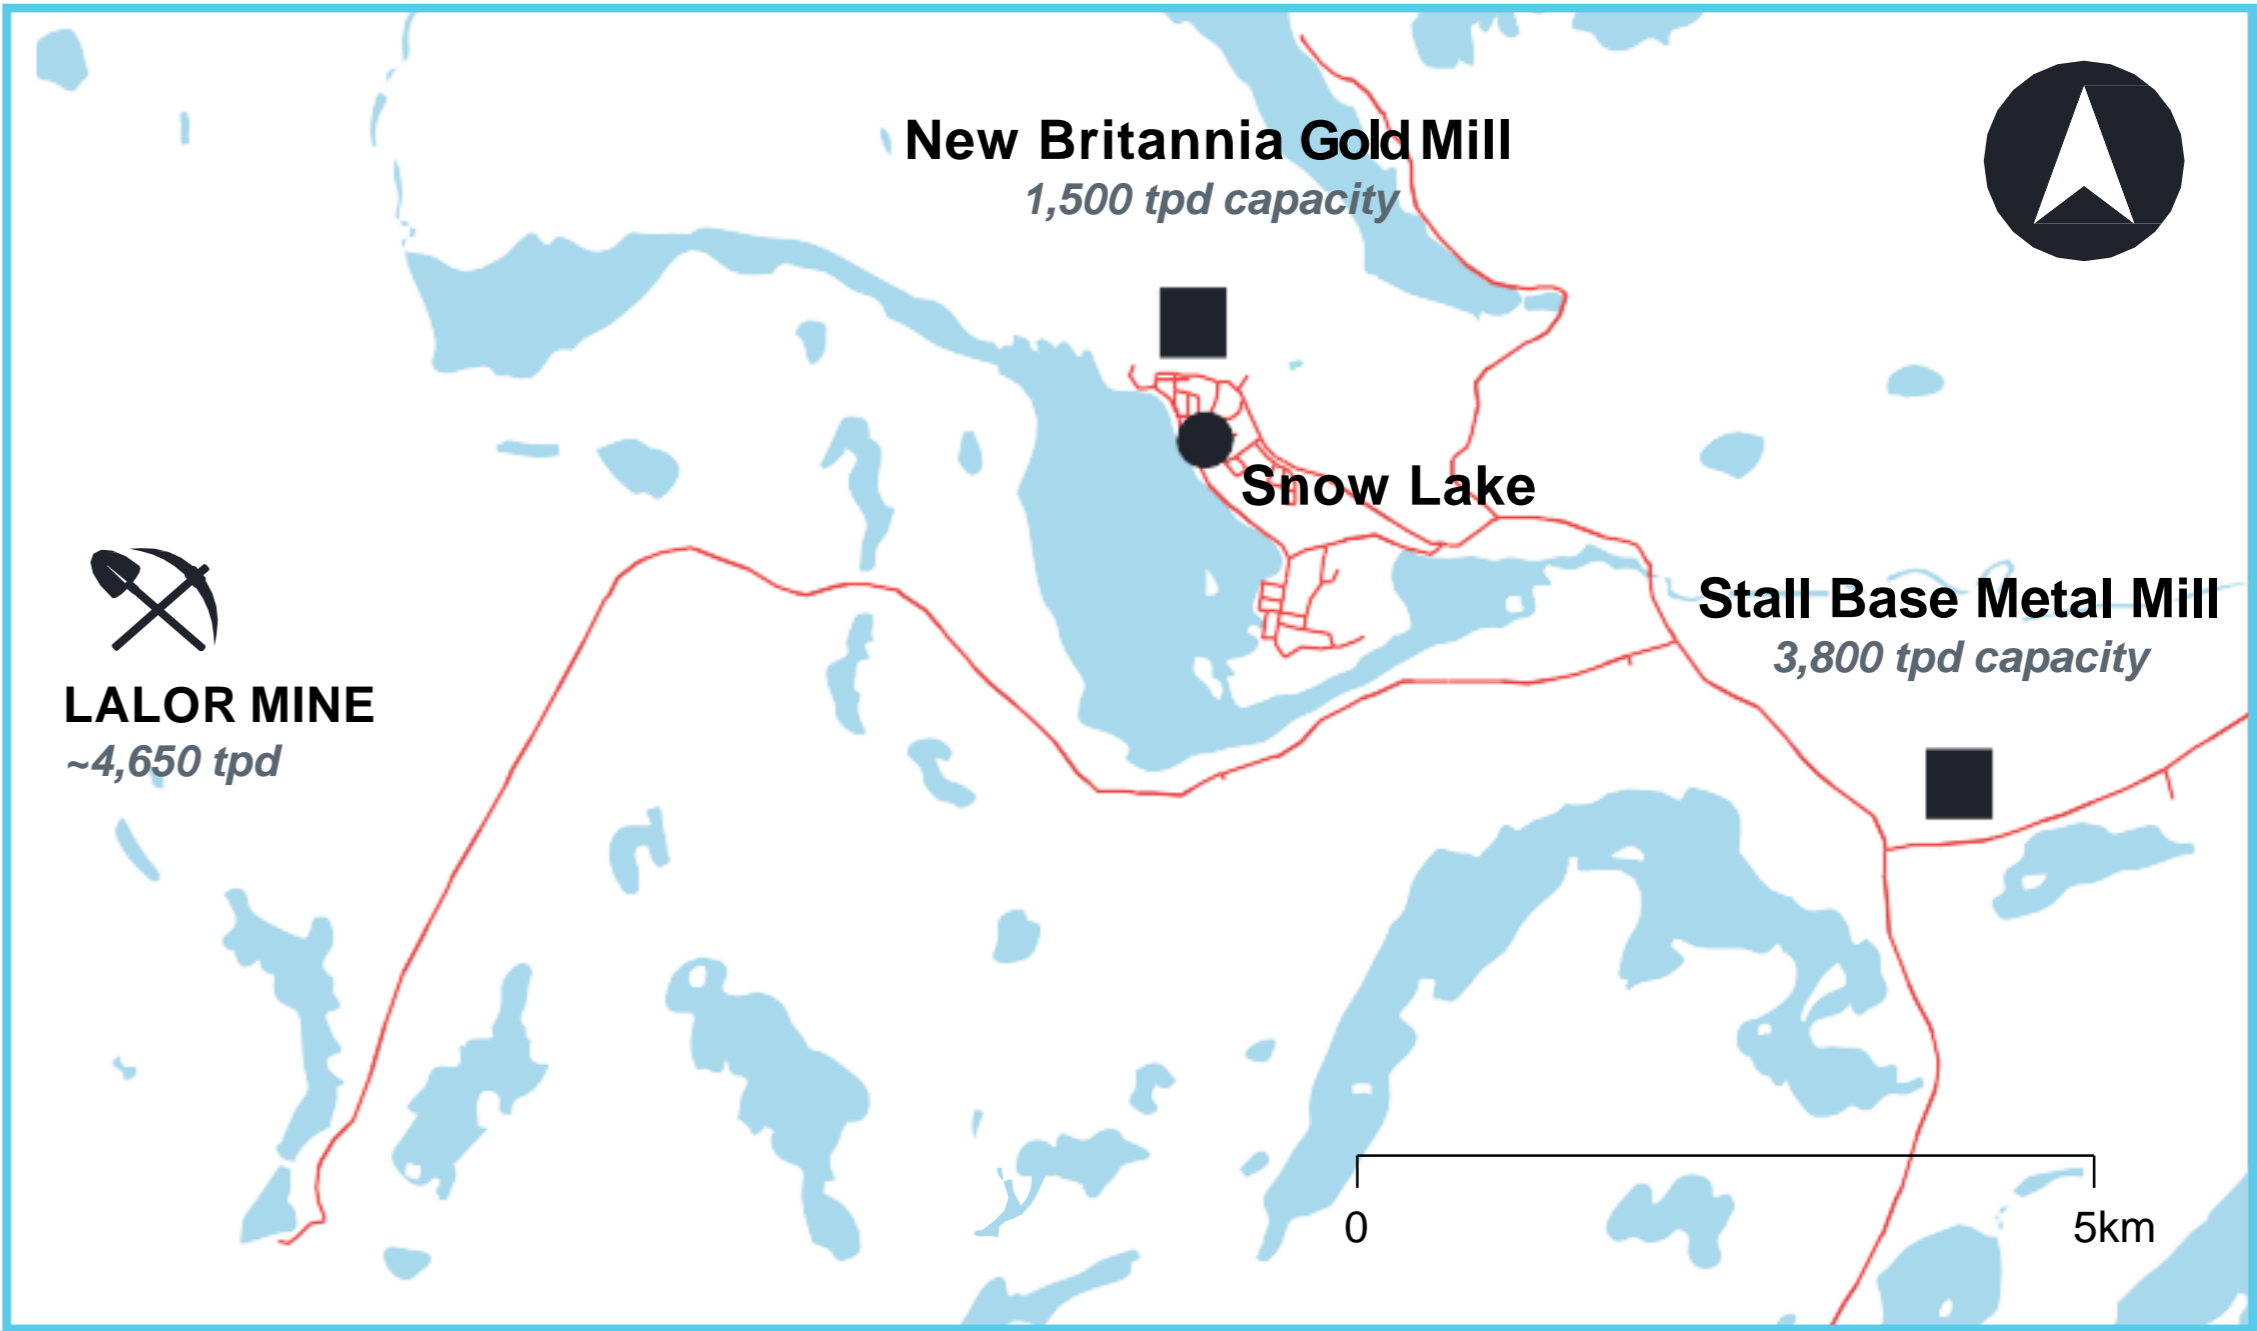 New Britannia Gold Mill
1,500 tpd capacity
Snow Lake
Stall Base Metal Mill
3,800 tpd capacity
LALOR MINE
~4,650 tpd
0
5km